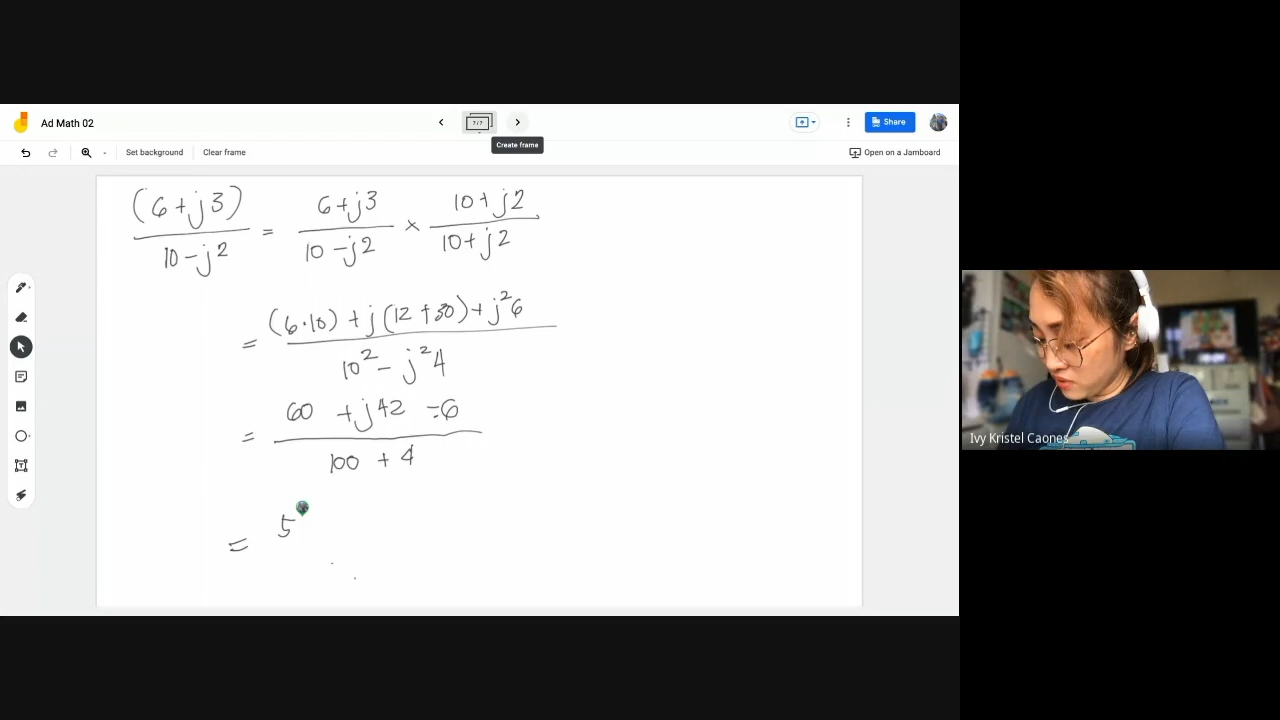 Ad Math 02
7/7
Share
Create frame
Set background
Clear frame
Open on a Jamboard
(6+j3)/10-j2 = 6+j3/10-j2 × 10+j2/10+j2
= (6·10) + j(12+30) + j²6/10² - j²4
= 60 + j42 -6/100 + 4
= 5
Ivy Kristel Caones